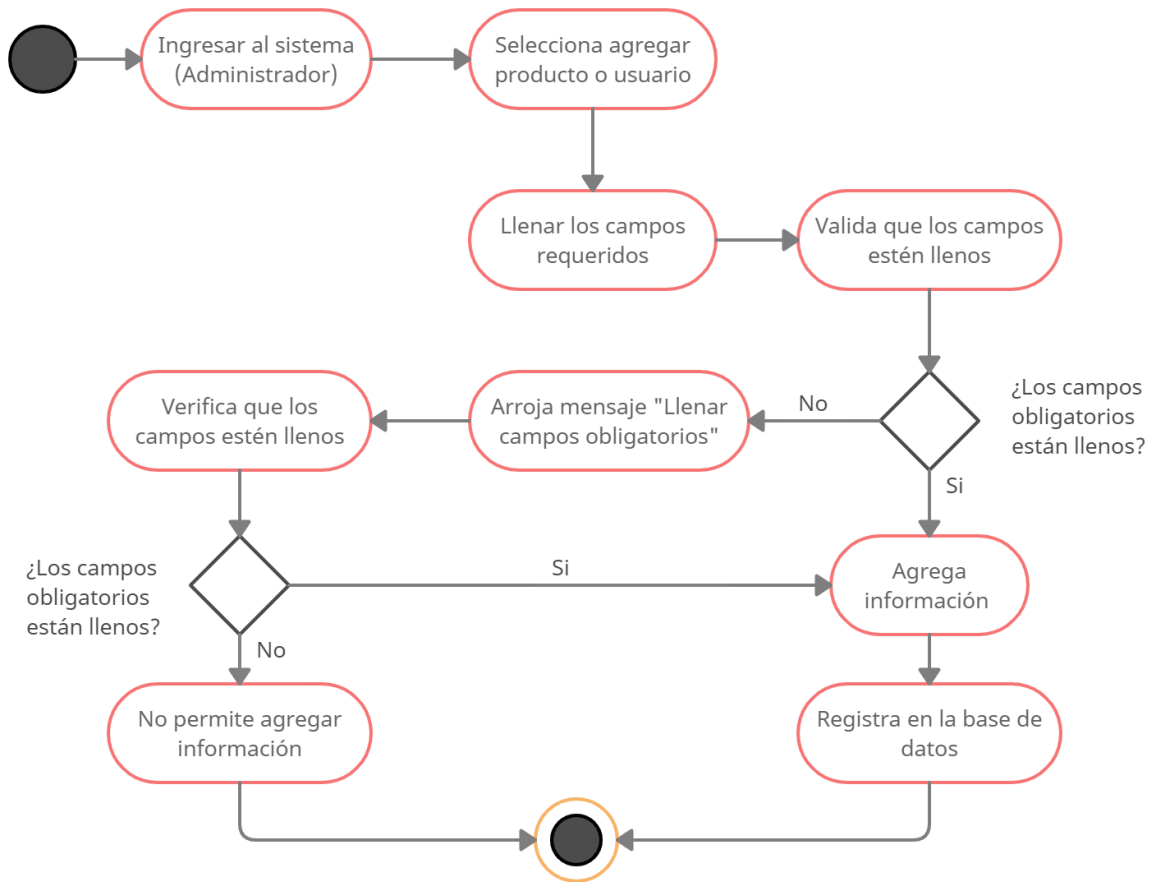 Ingresar al sistema
(Administrador)
Selecciona agregar
producto o usuario
Llenar los campos
requeridos
Valida que los campos
estén llenos
¿Los campos
obligatorios
están llenos?
No
Si
Arroja mensaje "Llenar
campos obligatorios"
Verifica que los
campos estén llenos
¿Los campos
obligatorios
están llenos?
Si
No
Agrega
información
No permite agregar
información
Registra en la base de
datos